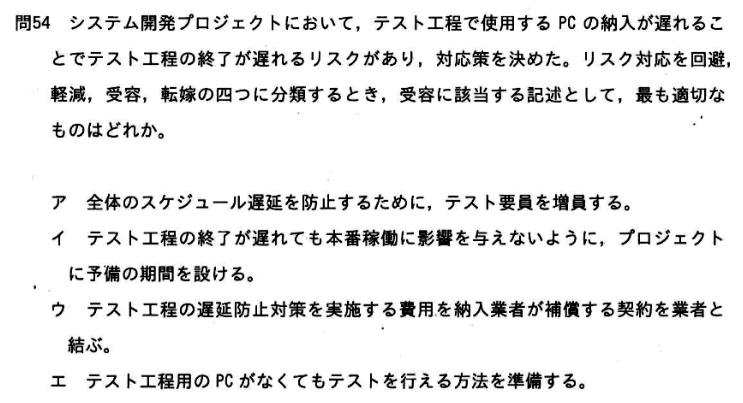 問54 システム開発プロジェクトにおいて，テスト工程で使用する PC の納入が遅れるこ
とでテスト工程の終了が遅れるリスクがあり，対応策を決めた。リスク対応を回避，
軽減，受容，転嫁の四つに分類するとき，受容に該当する記述として，最も適切な
ものはどれか。
ア 全体のスケジュール遅延を防止するために，テスト要員を増員する。
イ テスト工程の終了が遅れても本番稼働に影響を与えないように，プロジェクト
に予備の期間を設ける。
ウ テスト工程の遅延防止対策を実施する費用を納入業者が補償する契約を業者と
結ぶ。
エ テスト工程用の PC がなくてもテストを行える方法を準備する。